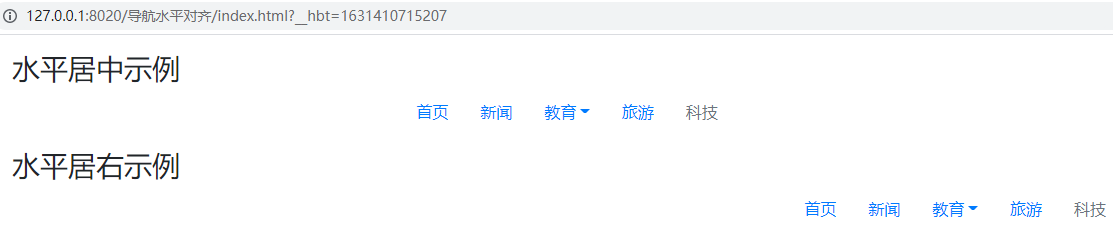 127.0.0.1:8020/导航水平对齐/index.html?__hbt=1631410715207
水平居中示例
首页 新闻 教育 旅游 科技
水平居右示例
首页 新闻 教育 旅游 科技